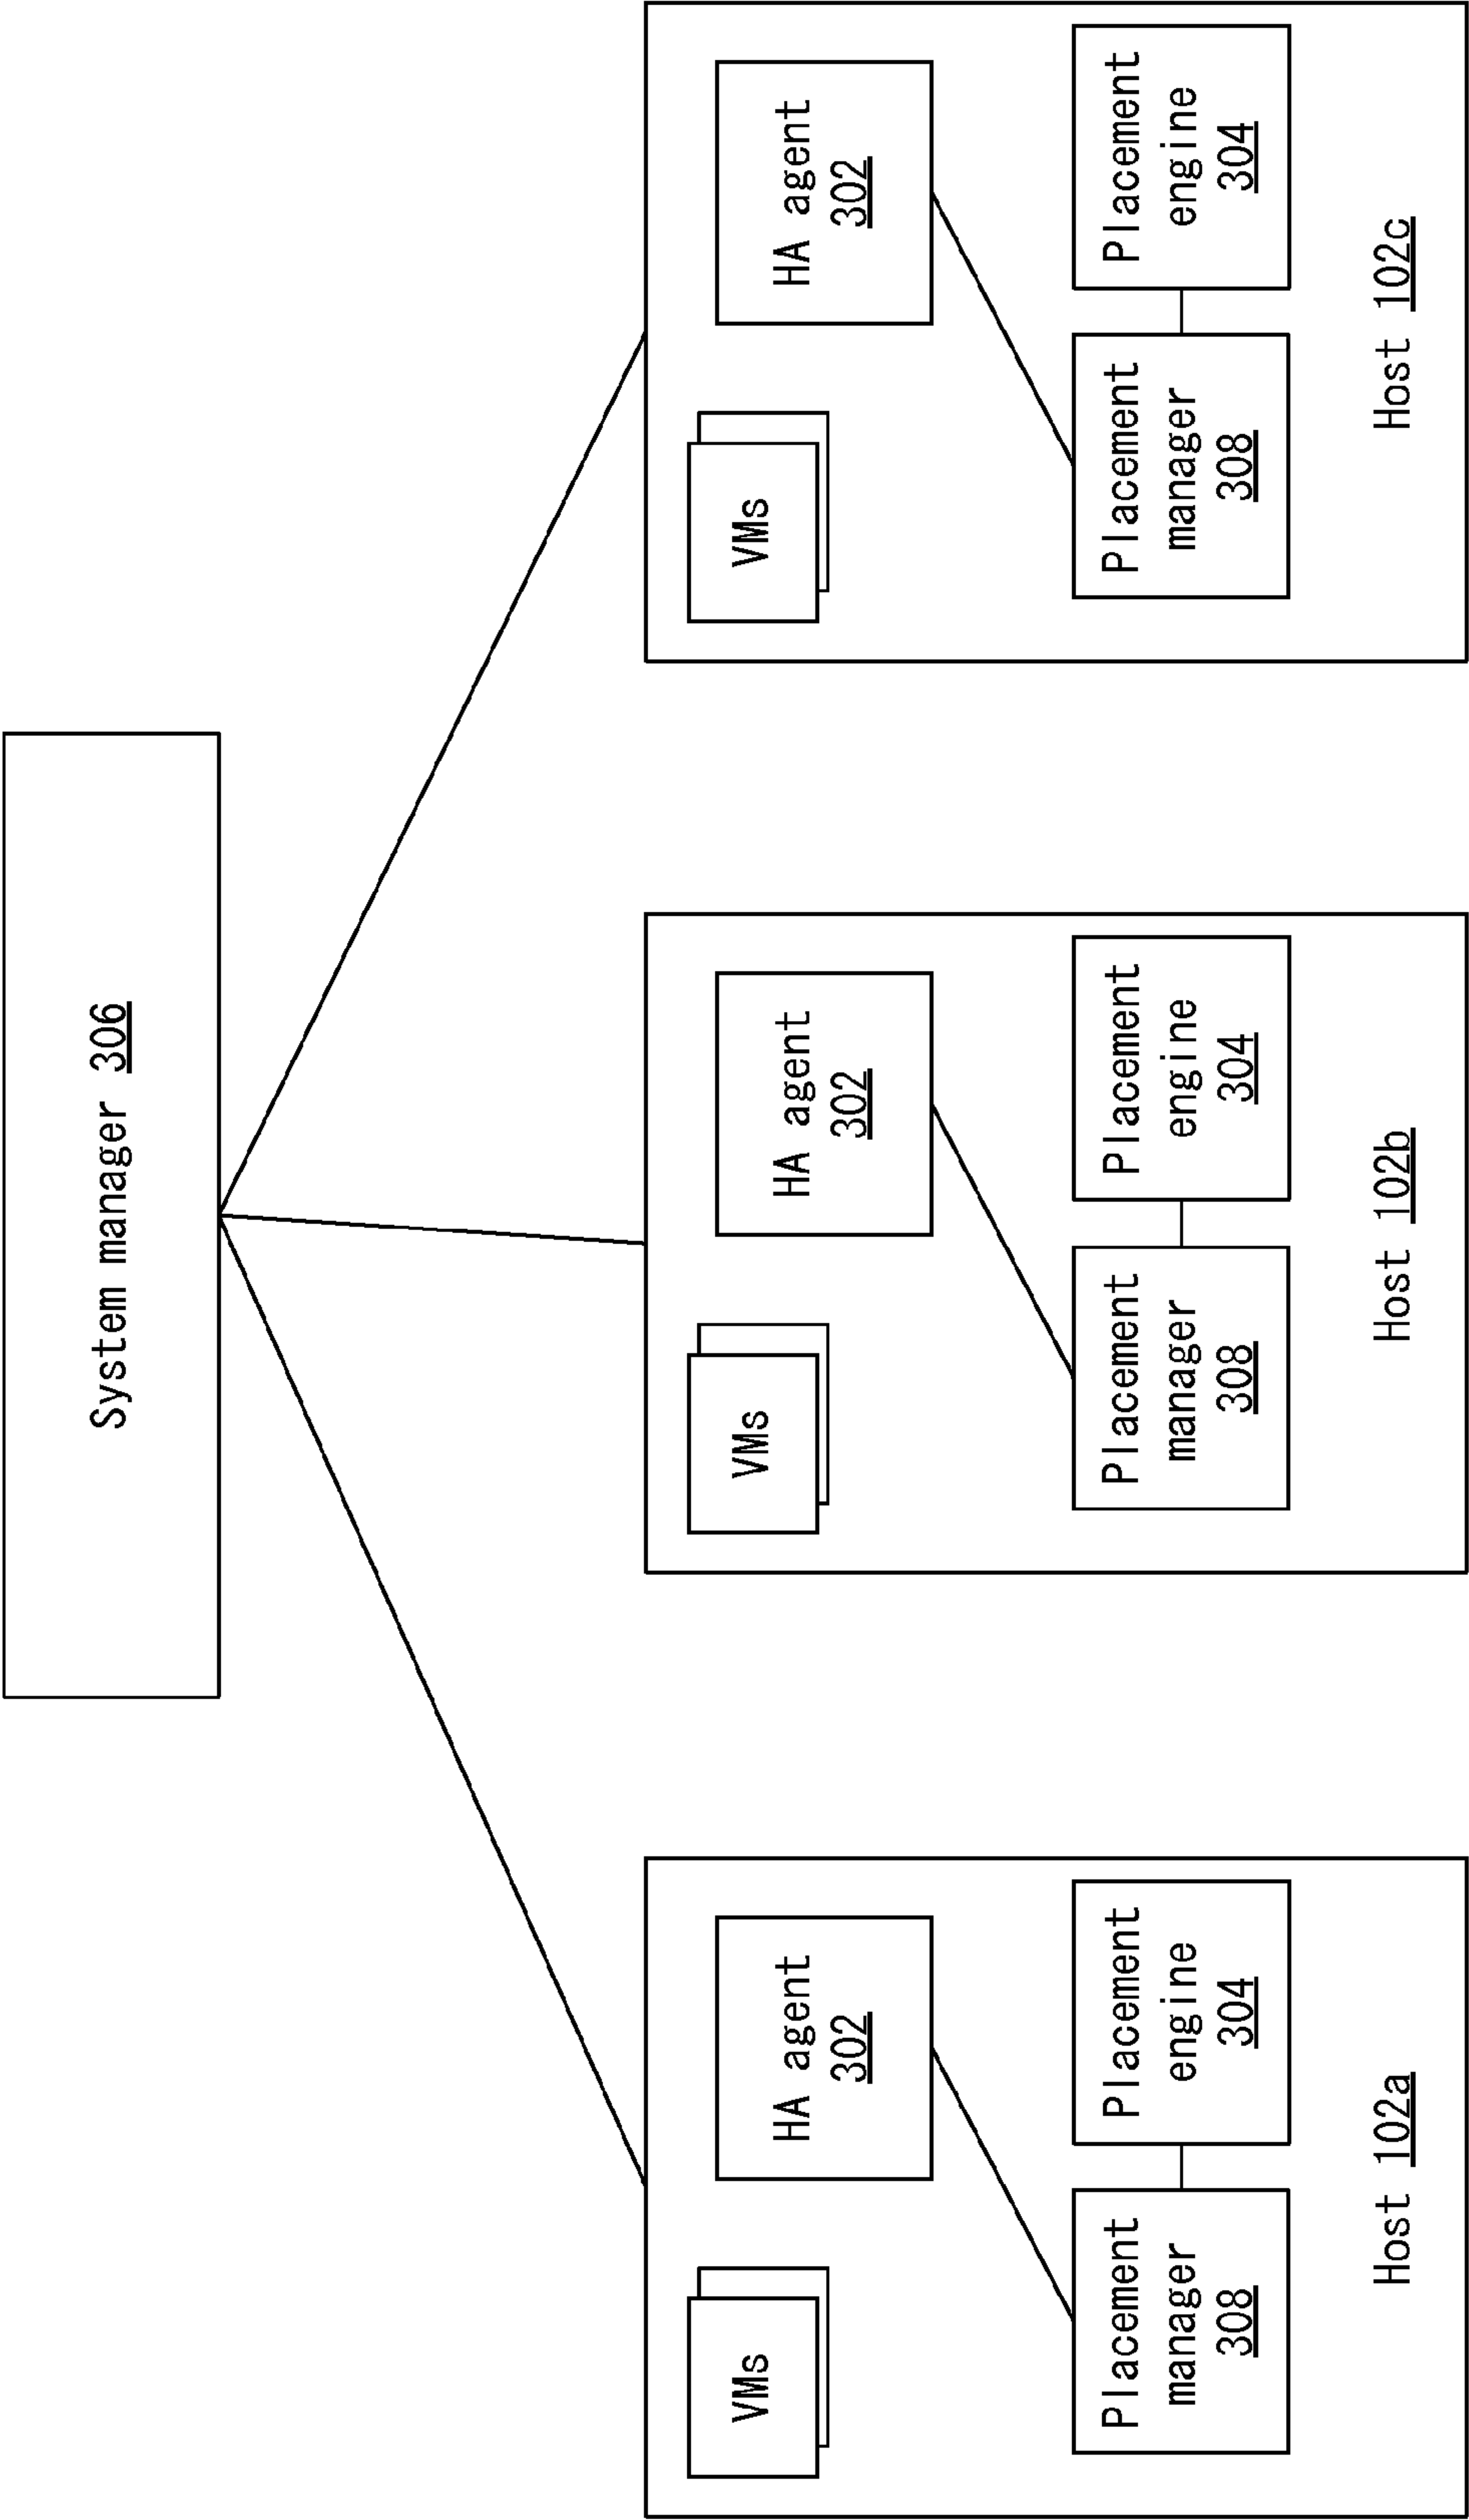 System manager 306
VMs
HA agent
302
Placement
manager
308
Placement
engine
304
Host 102a
VMs
HA agent
302
Placement
manager
308
Placement
engine
304
Host 102b
VMs
HA agent
302
Placement
manager
308
Placement
engine
304
Host 102c